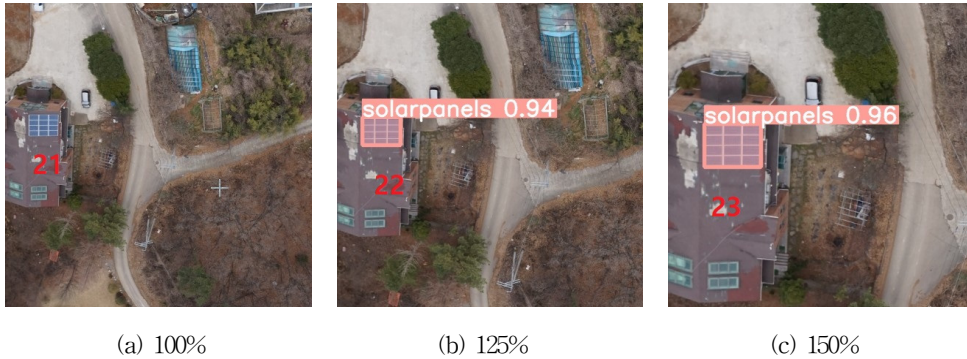 solarpanels 0.94
solarpanels 0.96
21
22
23
(a) 100%
(b) 125%
(c) 150%